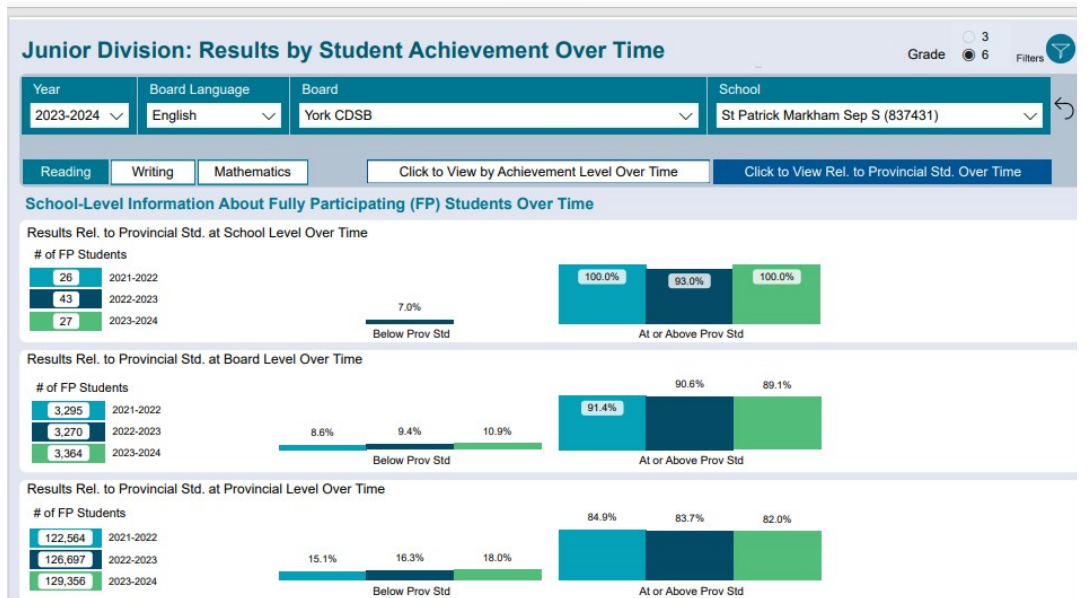 Junior Division: Results by Student Achievement Over Time
Grade
3
6
Filters
Year
Board Language
Board
School
2023-2024
English
York CDSB
St Patrick Markham Sep S (837431)
Reading
Writing
Mathematics
Click to View by Achievement Level Over Time
Click to View Rel. to Provincial Std. Over Time
School-Level Information About Fully Participating (FP) Students Over Time
Results Rel. to Provincial Std. at School Level Over Time
# of FP Students
26 2021-2022
43 2022-2023
27 2023-2024
7.0%
Below Prov Std
100.0% 93.0% 100.0%
At or Above Prov Std
Results Rel. to Provincial Std. at Board Level Over Time
# of FP Students
3,295 2021-2022
3,270 2022-2023
3,364 2023-2024
8.6% 9.4% 10.9%
Below Prov Std
91.4% 90.6% 89.1%
At or Above Prov Std
Results Rel. to Provincial Std. at Provincial Level Over Time
# of FP Students
122,564 2021-2022
126,697 2022-2023
129,356 2023-2024
15.1% 16.3% 18.0%
Below Prov Std
84.9% 83.7% 82.0%
At or Above Prov Std